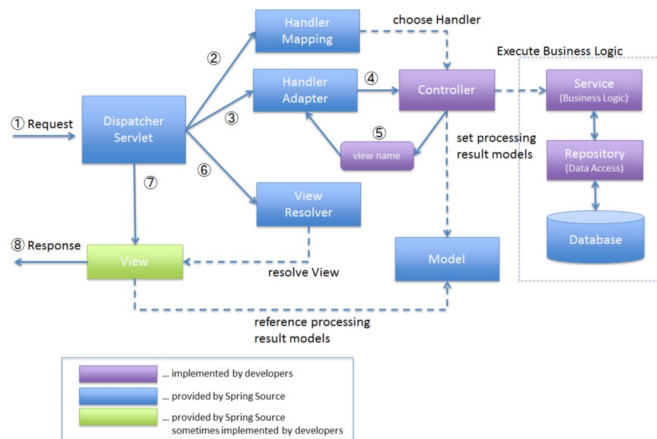 Handler
Mapping
choose Handler
②
Execute Business Logic
① Request
Dispatcher
Servlet
③
Handler
Adapter
④
Controller
Service
(Business Logic)
⑤
view name
set processing
result models
Repository
(Data Access)
⑦
⑥
View
Resolver
⑧ Response
View
resolve View
Model
Database
reference processing
result models
... implemented by developers
... provided by Spring Source
... provided by Spring Source
sometimes implemented by developers